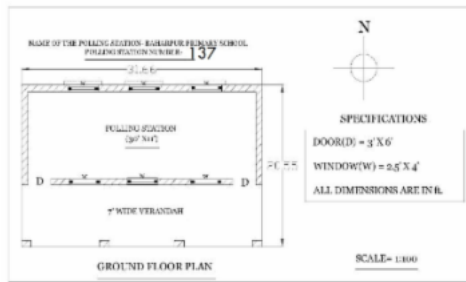 NAME OF THE POLLING STATION- BAHARPUR PRIMARY SCHOOL
POLLING STATION NUMBER- 137
N
W
W
W
POLLING STATION
SPECIFICATIONS
DOOR(D) = 3' X 6'
WINDOW(W) = 2.5' X 4'
ALL DIMENSIONS ARE IN ft.
D
W
W
W
D
7' WIDE VERANDAH
GROUND FLOOR PLAN
SCALE= 1:100